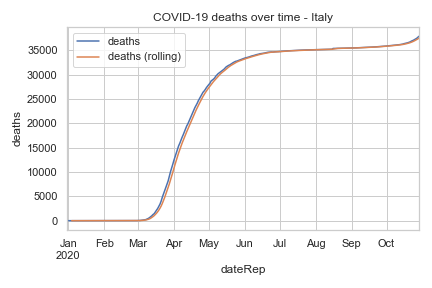 COVID-19 deaths over time - Italy
deaths
deaths (rolling)
35000
30000
25000
20000
15000
10000
5000
0
deaths
Jan Feb Mar Apr May Jun Jul Aug Sep Oct
2020
dateRep